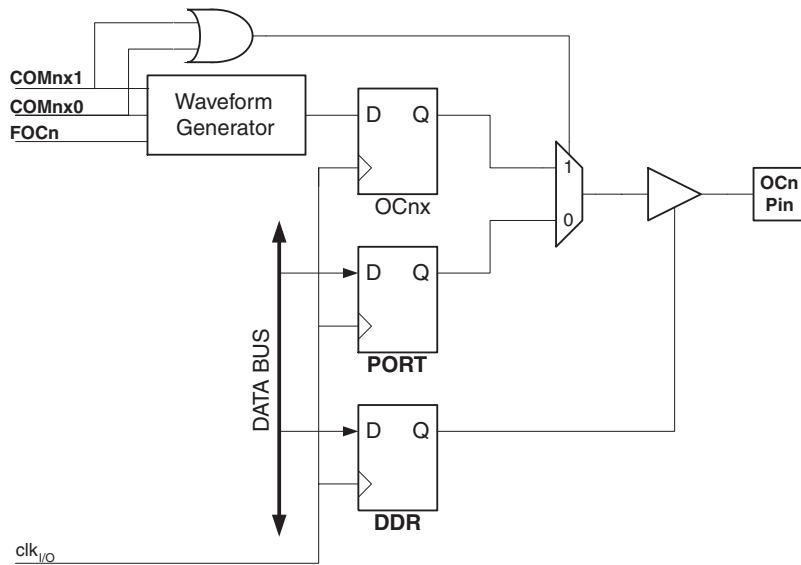 COMnx1
COMnx0
FOCn
Waveform
Generator
D Q
OCnx
1
0
OCn
Pin
D Q
PORT
DATA BUS
D Q
DDR
clkI/O